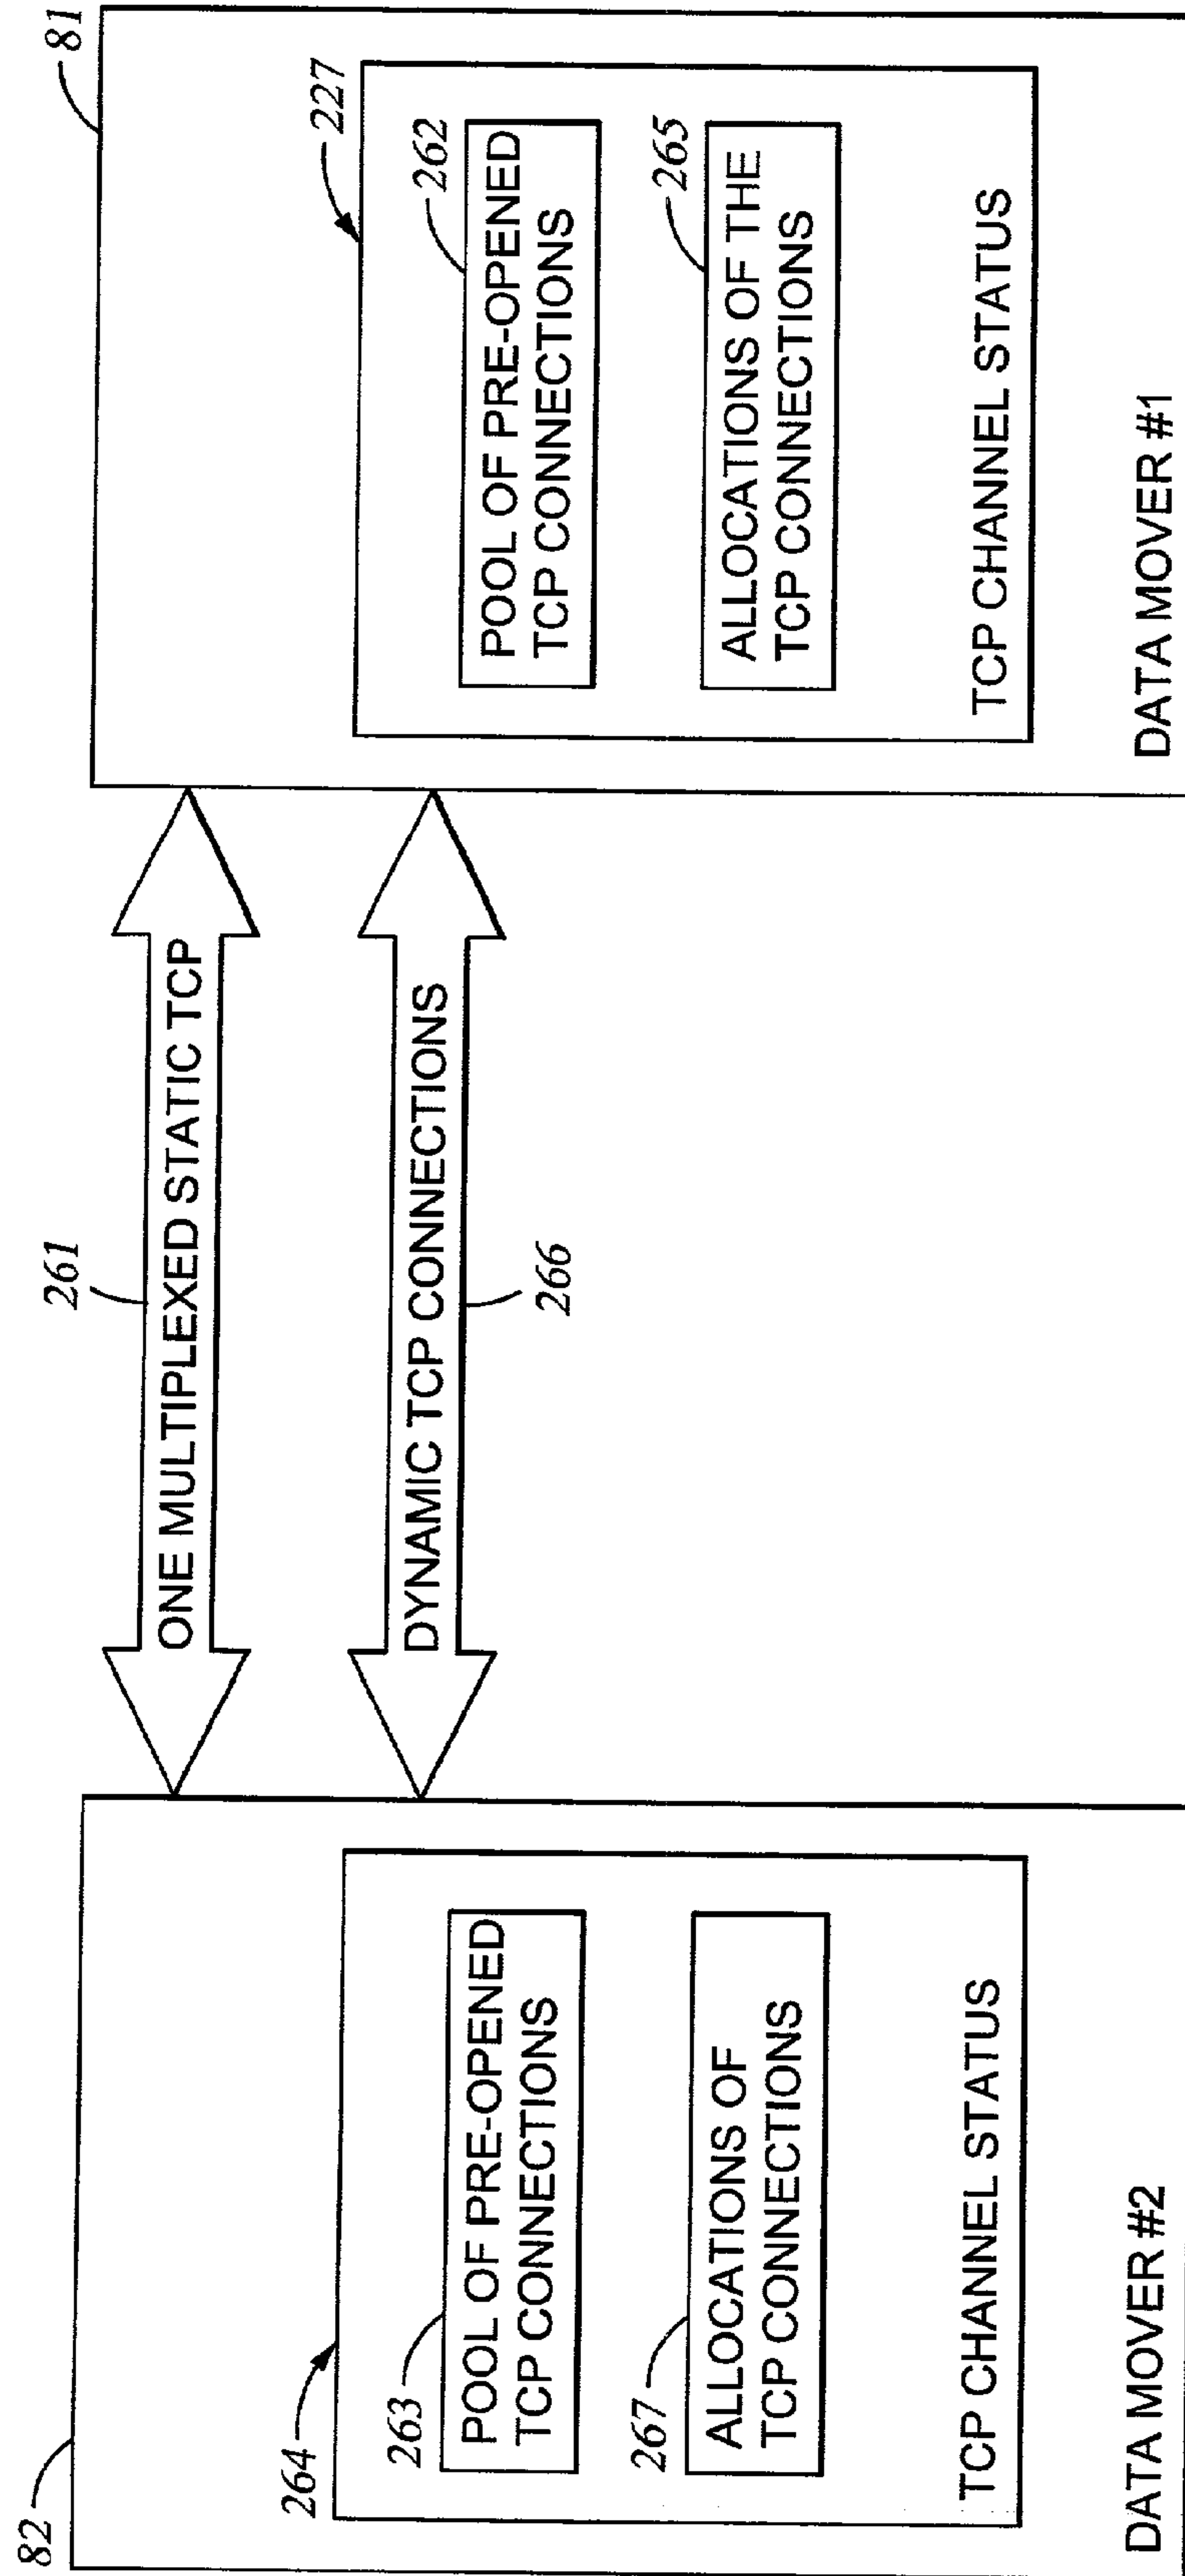 82
264
263
POOL OF PRE-OPENED
TCP CONNECTIONS
267
ALLOCATIONS OF
TCP CONNECTIONS
TCP CHANNEL STATUS
DATA MOVER #2
261
ONE MULTIPLEXED STATIC TCP
DYNAMIC TCP CONNECTIONS
266
81
227
262
POOL OF PRE-OPENED
TCP CONNECTIONS
265
ALLOCATIONS OF THE
TCP CONNECTIONS
TCP CHANNEL STATUS
DATA MOVER #1